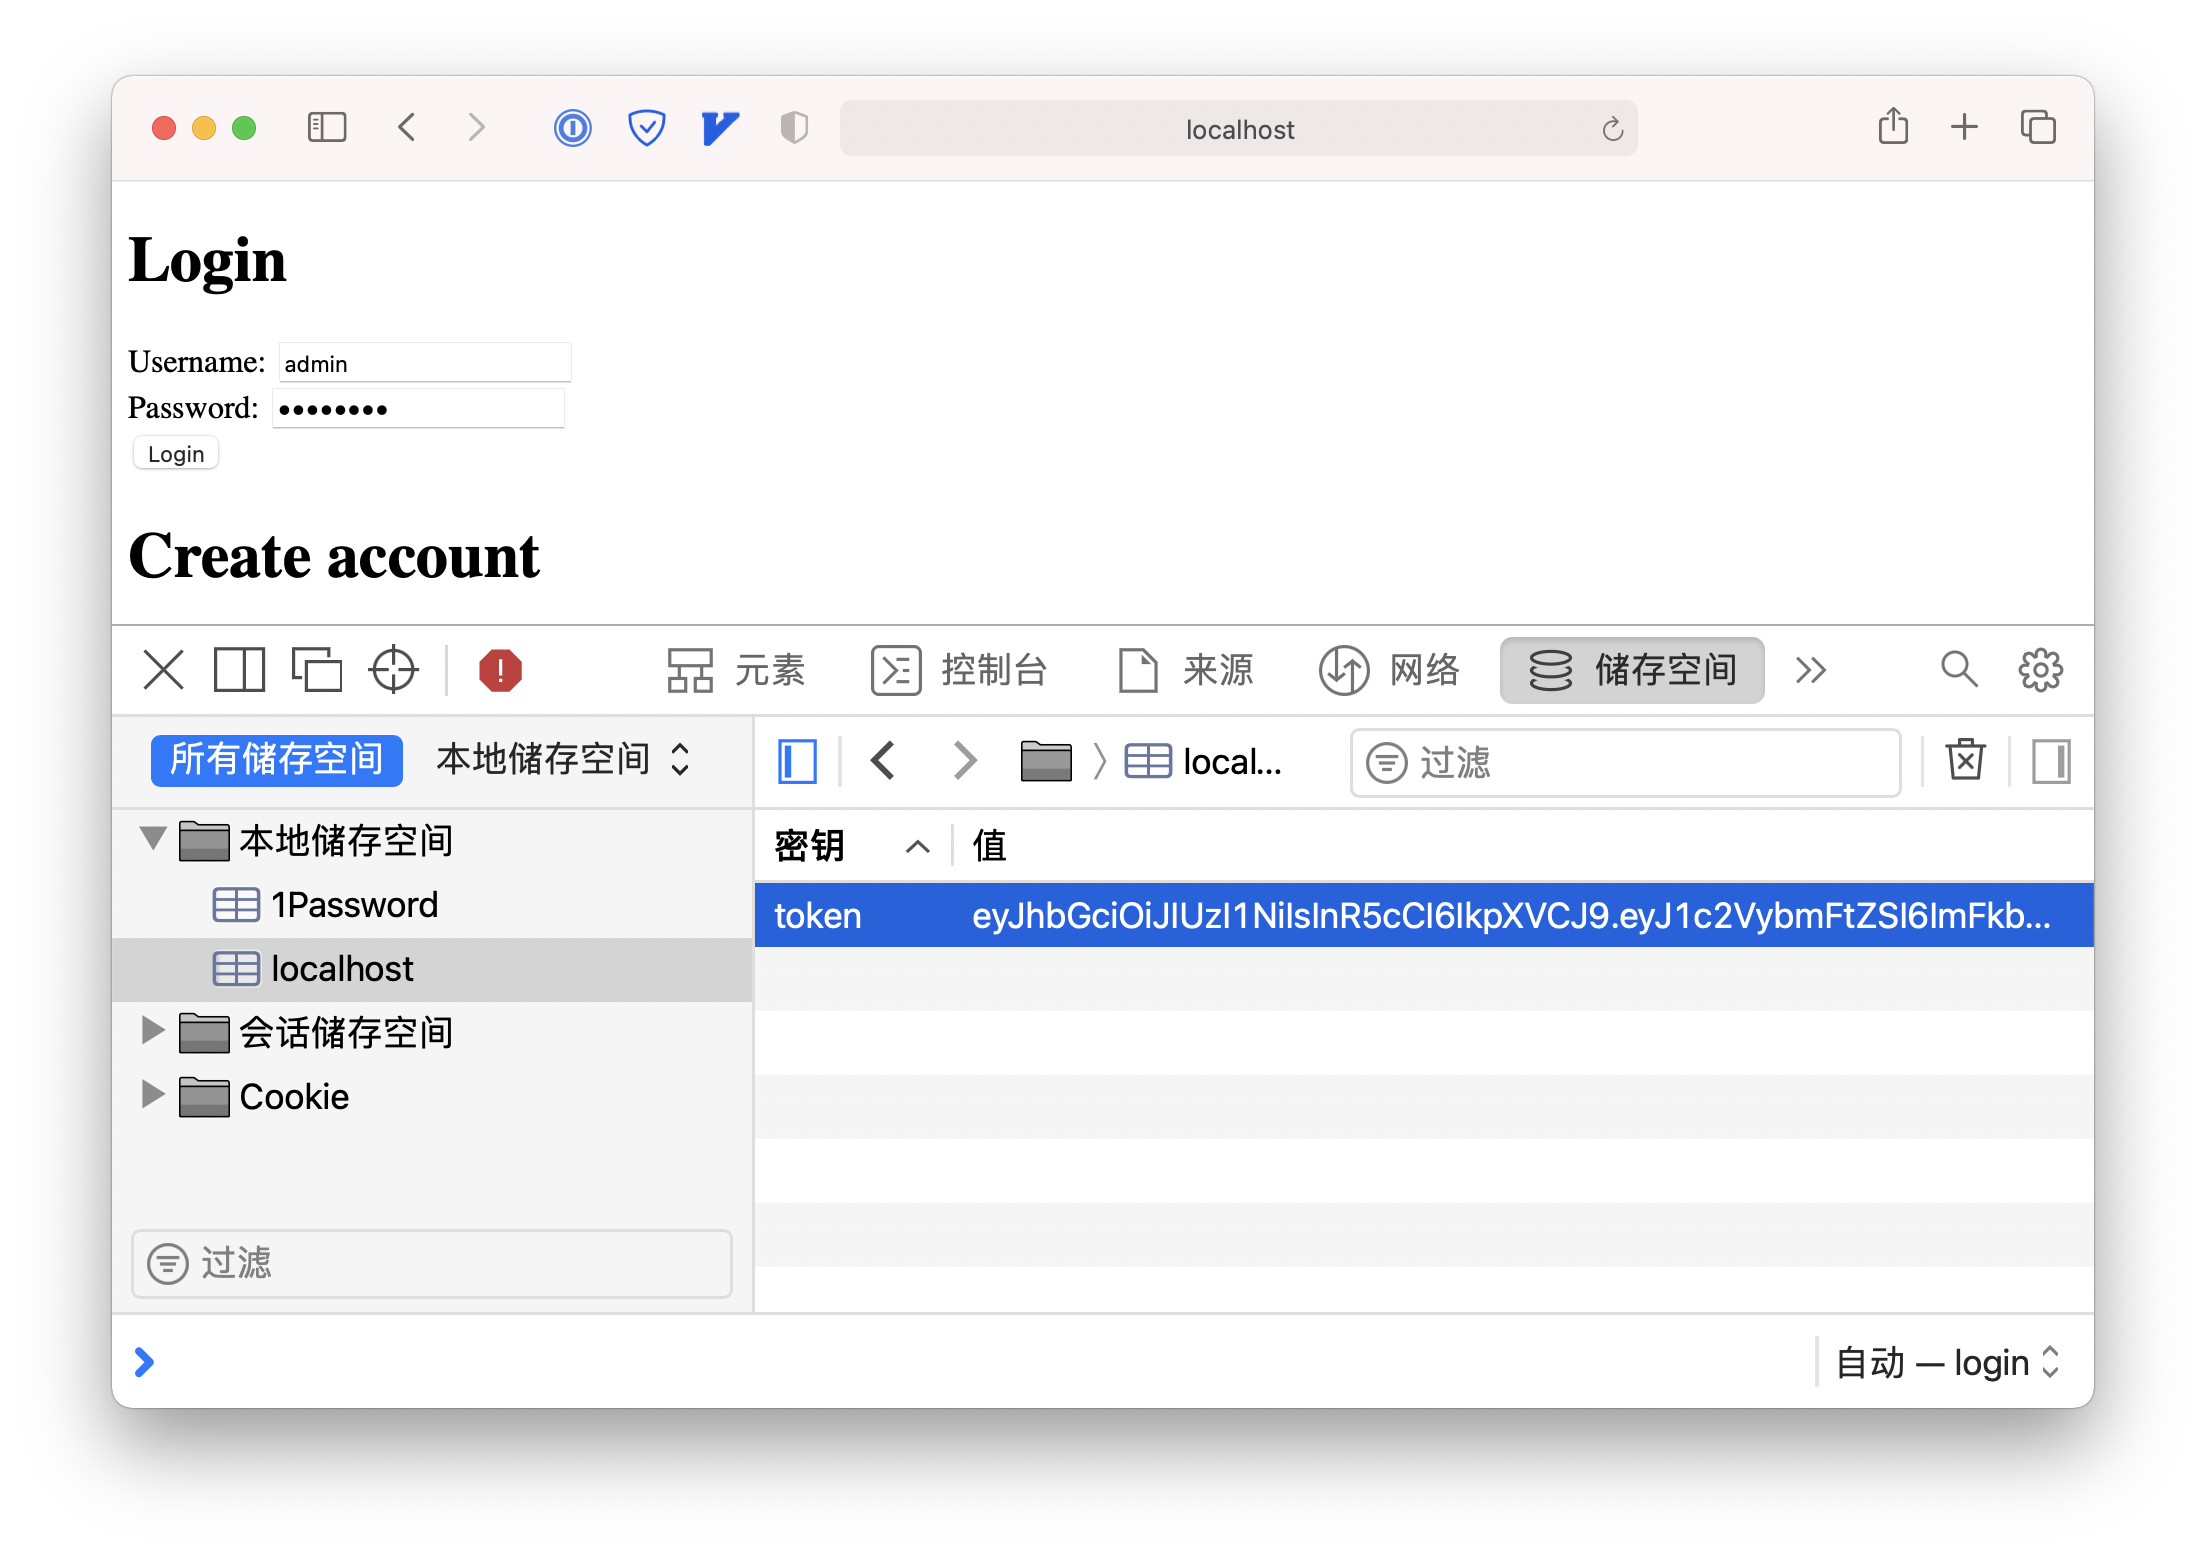 localhost
Login
Username: admin
Password: ••••••••
Login
Create account
元素 控制台 来源 网络 储存空间
所有储存空间 本地储存空间 local... 过滤
本地储存空间
1Password
localhost
会话储存空间
Cookie
过滤
密钥 值
token eyJhbGciOiJIUzI1NiIsInR5cCI6IkpXVCJ9.eyJ1c2VybmFtZSI6ImFkb...
自动 — login